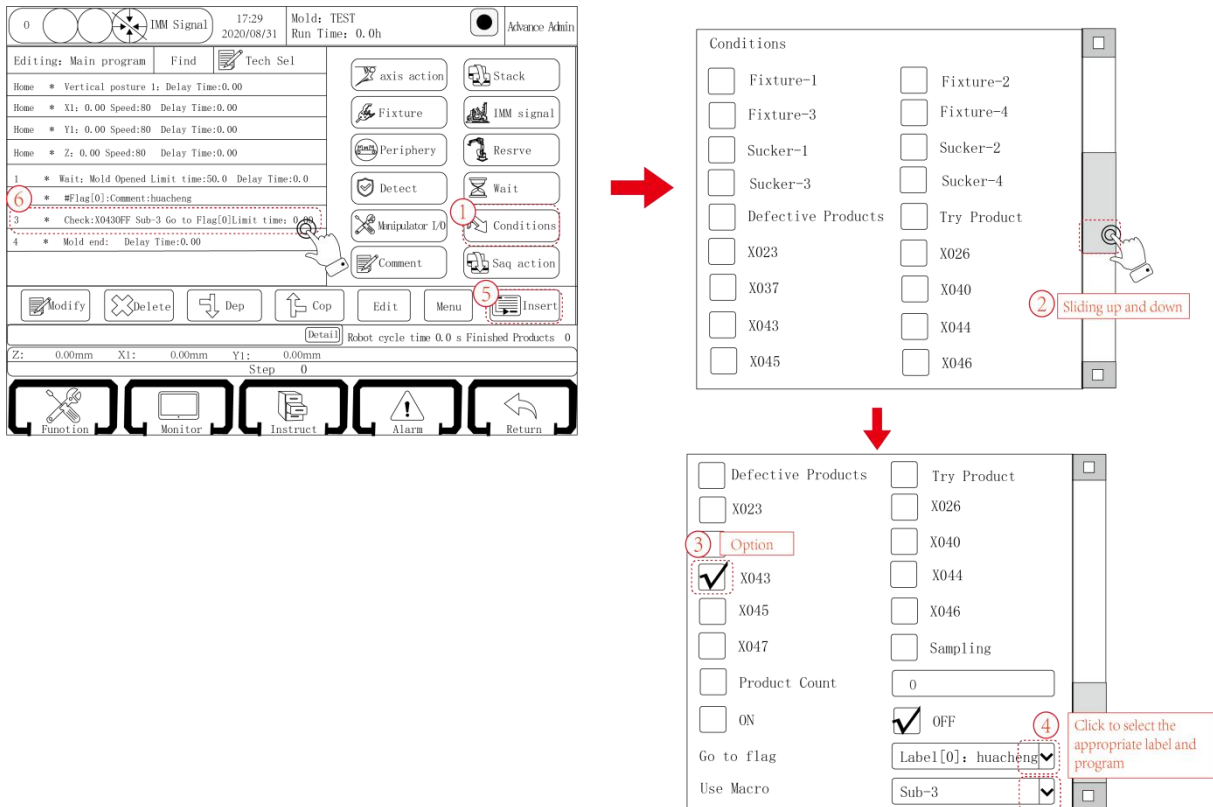 0 IMM Signal 17:29 2020/08/31 Mold: TEST Run Time: 0.0h Advance Admin
Editing: Main program Find Tech Sel
Home * Vertical posture 1: Delay Time:0.00
Home * X1: 0.00 Speed:80 Delay Time:0.00
Home * Y1: 0.00 Speed:80 Delay Time:0.00
Home * Z: 0.00 Speed:80 Delay Time:0.00
1 * Wait: Mold Opened Limit time:50.0 Delay Time:0.0
6 * #Flag[0]:Comment:huacheng
3 * Check:X043OFF Sub-3 Go to Flag[0]Limit time: 0.00
4 * Mold end: Delay Time:0.00
axis action Stack
Fixture IMM signal
Periphery Resrve
Detect Wait
Manipulator I/O 1 Conditions
Comment Saq action
Modify Delete Dep Cop Edit Menu 5 Insert
Detail Robot cycle time 0.0 s Finished Products 0
Z: 0.00mm X1: 0.00mm Y1: 0.00mm
Step 0
Funotion Monitor Instruct Alarm Return
Conditions
Fixture-1 Fixture-2
Fixture-3 Fixture-4
Sucker-1 Sucker-2
Sucker-3 Sucker-4
Defective Products Try Product
X023 X026
X037 X040
2 Sliding up and down
X043 X044
X045 X046
Defective Products Try Product
X023 X026
3 Option X040
X043 X044
X045 X046
X047 Sampling
Product Count 0
ON OFF
4 Click to select the
appropriate label and
program
Go to flag Label[0]: huacheng
Use Macro Sub-3